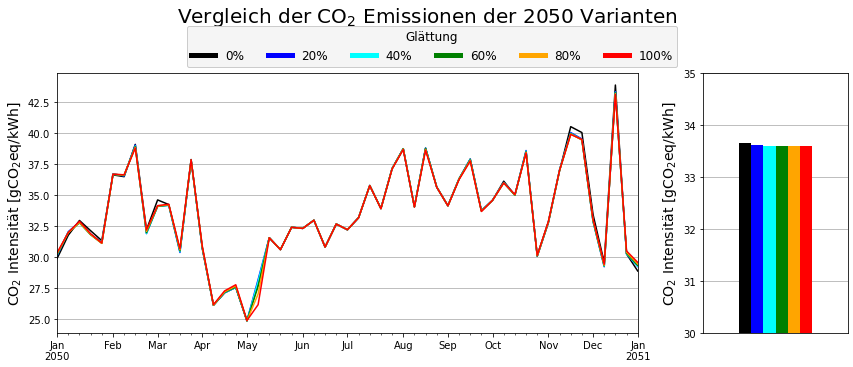 Vergleich der CO₂ Emissionen der 2050 Varianten
Glättung
0% 20% 40% 60% 80% 100%
CO₂ Intensität [gCO₂eq/kWh]
42.5
40.0
37.5
35.0
32.5
30.0
27.5
25.0
Jan Feb Mar Apr May Jun Jul Aug Sep Oct Nov Dec Jan
2050 2051
CO₂ Intensität [gCO₂eq/kWh]
35
34
33
32
31
30